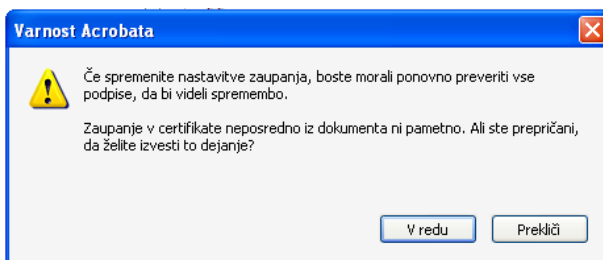 Varnost Acrobata
Če spremenite nastavitve zaupanja, boste morali ponovno preveriti vse
podpise, da bi videli spremembo.
Zaupanje v certifikate neposredno iz dokumenta ni pametno. Ali ste prepričani,
da želite izvesti to dejanje?
V redu
Prekliči